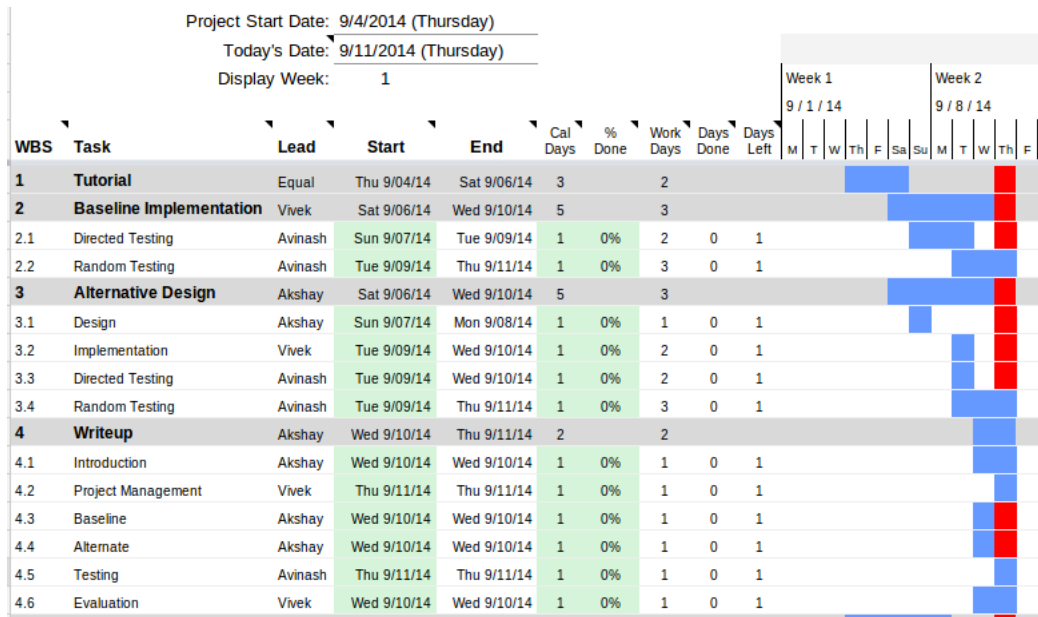 Project Start Date: 9/4/2014 (Thursday)
Today's Date: 9/11/2014 (Thursday)
Display Week: 1
Week 1 Week 2
9 / 1 / 14 9 / 8 / 14
WBS Task Lead Start End Cal Days % Done Work Days Days Done Days Left M T W Th F Sa Su M T W Th F
1 Tutorial Equal Thu 9/04/14 Sat 9/06/14 3 2
2 Baseline Implementation Vivek Sat 9/06/14 Wed 9/10/14 5 3
2.1 Directed Testing Avinash Sun 9/07/14 Tue 9/09/14 1 0% 2 0 1
2.2 Random Testing Avinash Tue 9/09/14 Thu 9/11/14 1 0% 3 0 1
3 Alternative Design Akshay Sat 9/06/14 Wed 9/10/14 5 3
3.1 Design Akshay Sun 9/07/14 Mon 9/08/14 1 0% 1 0 1
3.2 Implementation Vivek Tue 9/09/14 Wed 9/10/14 1 0% 2 0 1
3.3 Directed Testing Avinash Tue 9/09/14 Wed 9/10/14 1 0% 2 0 1
3.4 Random Testing Avinash Tue 9/09/14 Thu 9/11/14 1 0% 3 0 1
4 Writeup Akshay Wed 9/10/14 Thu 9/11/14 2 2
4.1 Introduction Akshay Wed 9/10/14 Wed 9/10/14 1 0% 1 0 1
4.2 Project Management Vivek Thu 9/11/14 Thu 9/11/14 1 0% 1 0 1
4.3 Baseline Akshay Wed 9/10/14 Wed 9/10/14 1 0% 1 0 1
4.4 Alternate Akshay Wed 9/10/14 Wed 9/10/14 1 0% 1 0 1
4.5 Testing Avinash Thu 9/11/14 Thu 9/11/14 1 0% 1 0 1
4.6 Evaluation Vivek Wed 9/10/14 Wed 9/10/14 1 0% 1 0 1